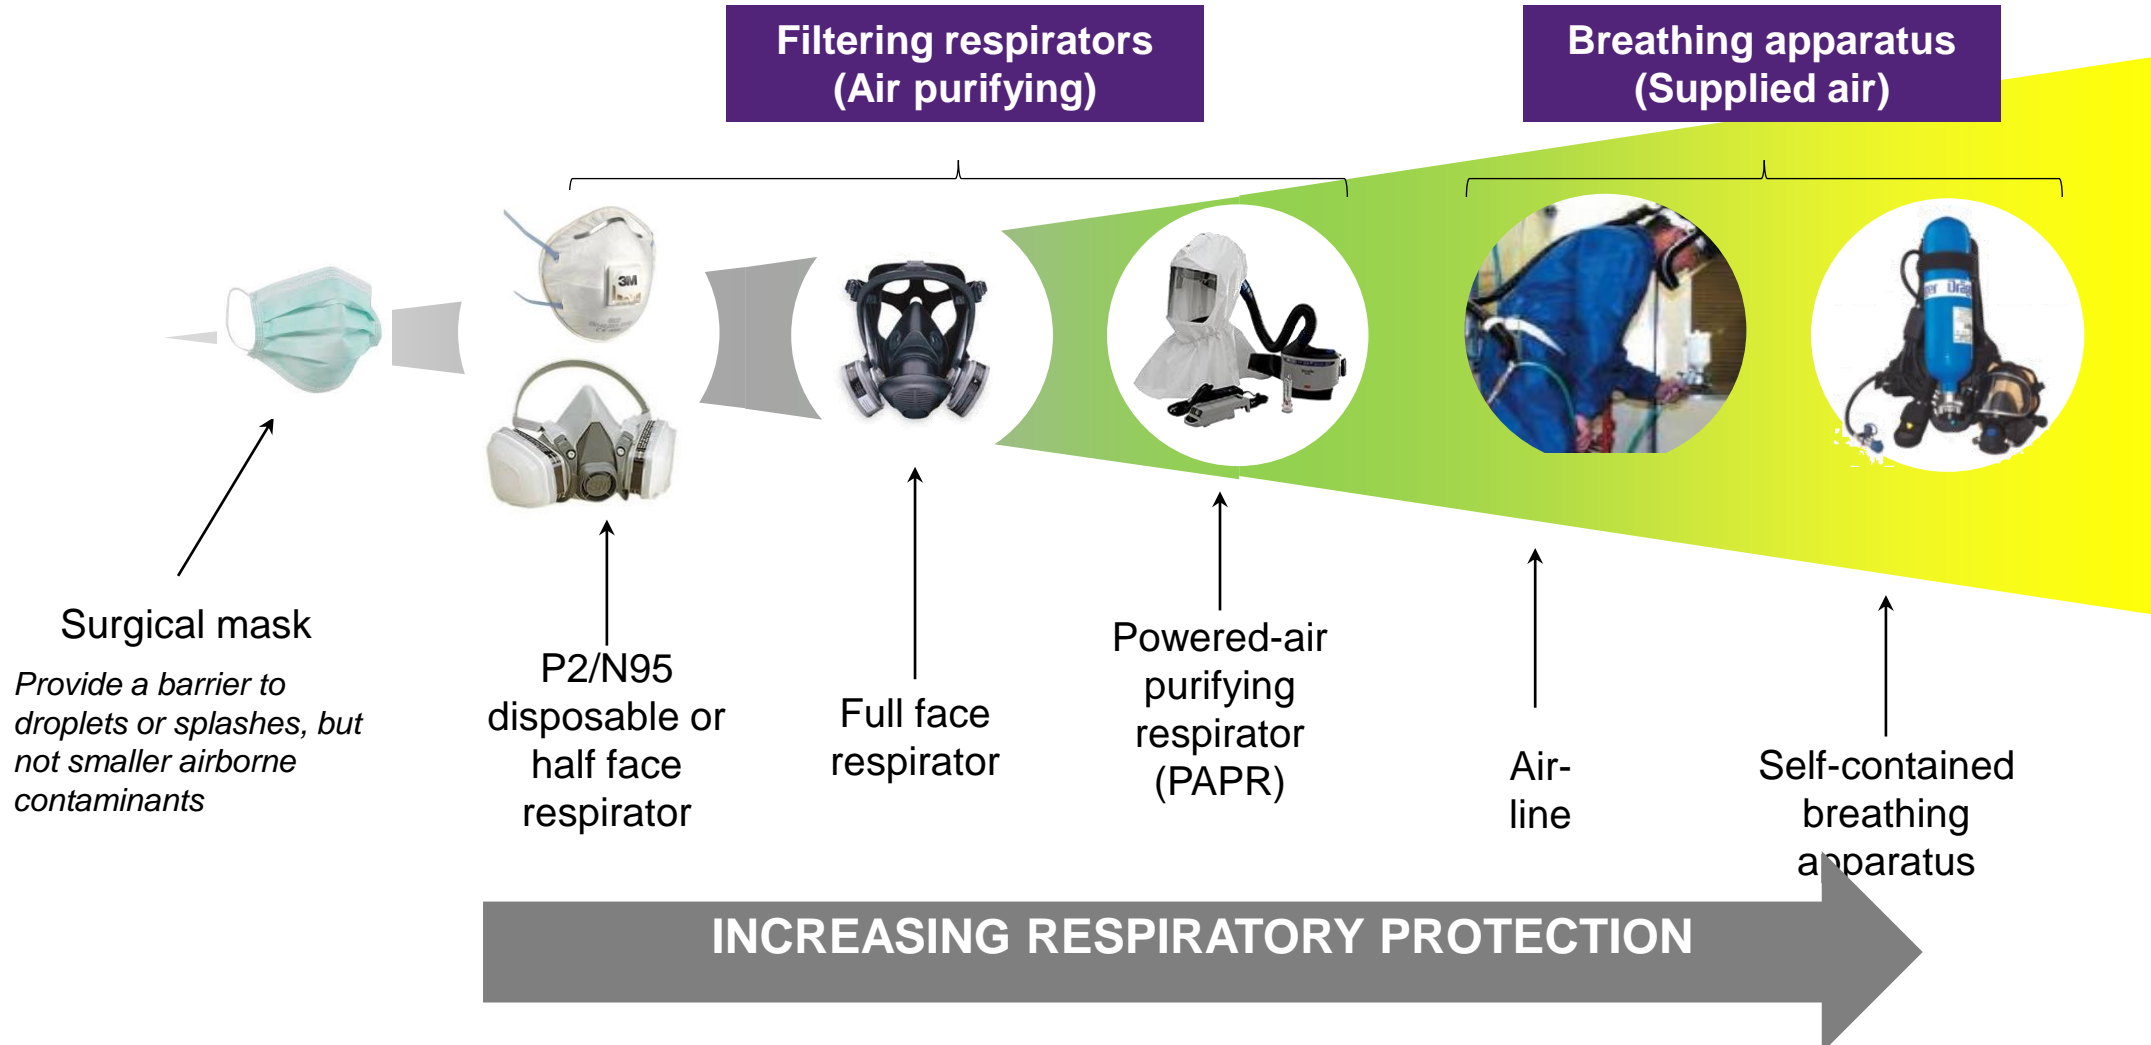 Filtering respirators
(Air purifying)
Breathing apparatus
(Supplied air)
3M
Surgical mask
Provide a barrier to
droplets or splashes, but
not smaller airborne
contaminants
P2/N95
disposable or
half face
respirator
Full face
respirator
Powered-air
purifying
respirator
(PAPR)
Air-
line
Self-contained
breathing
apparatus
INCREASING RESPIRATORY PROTECTION